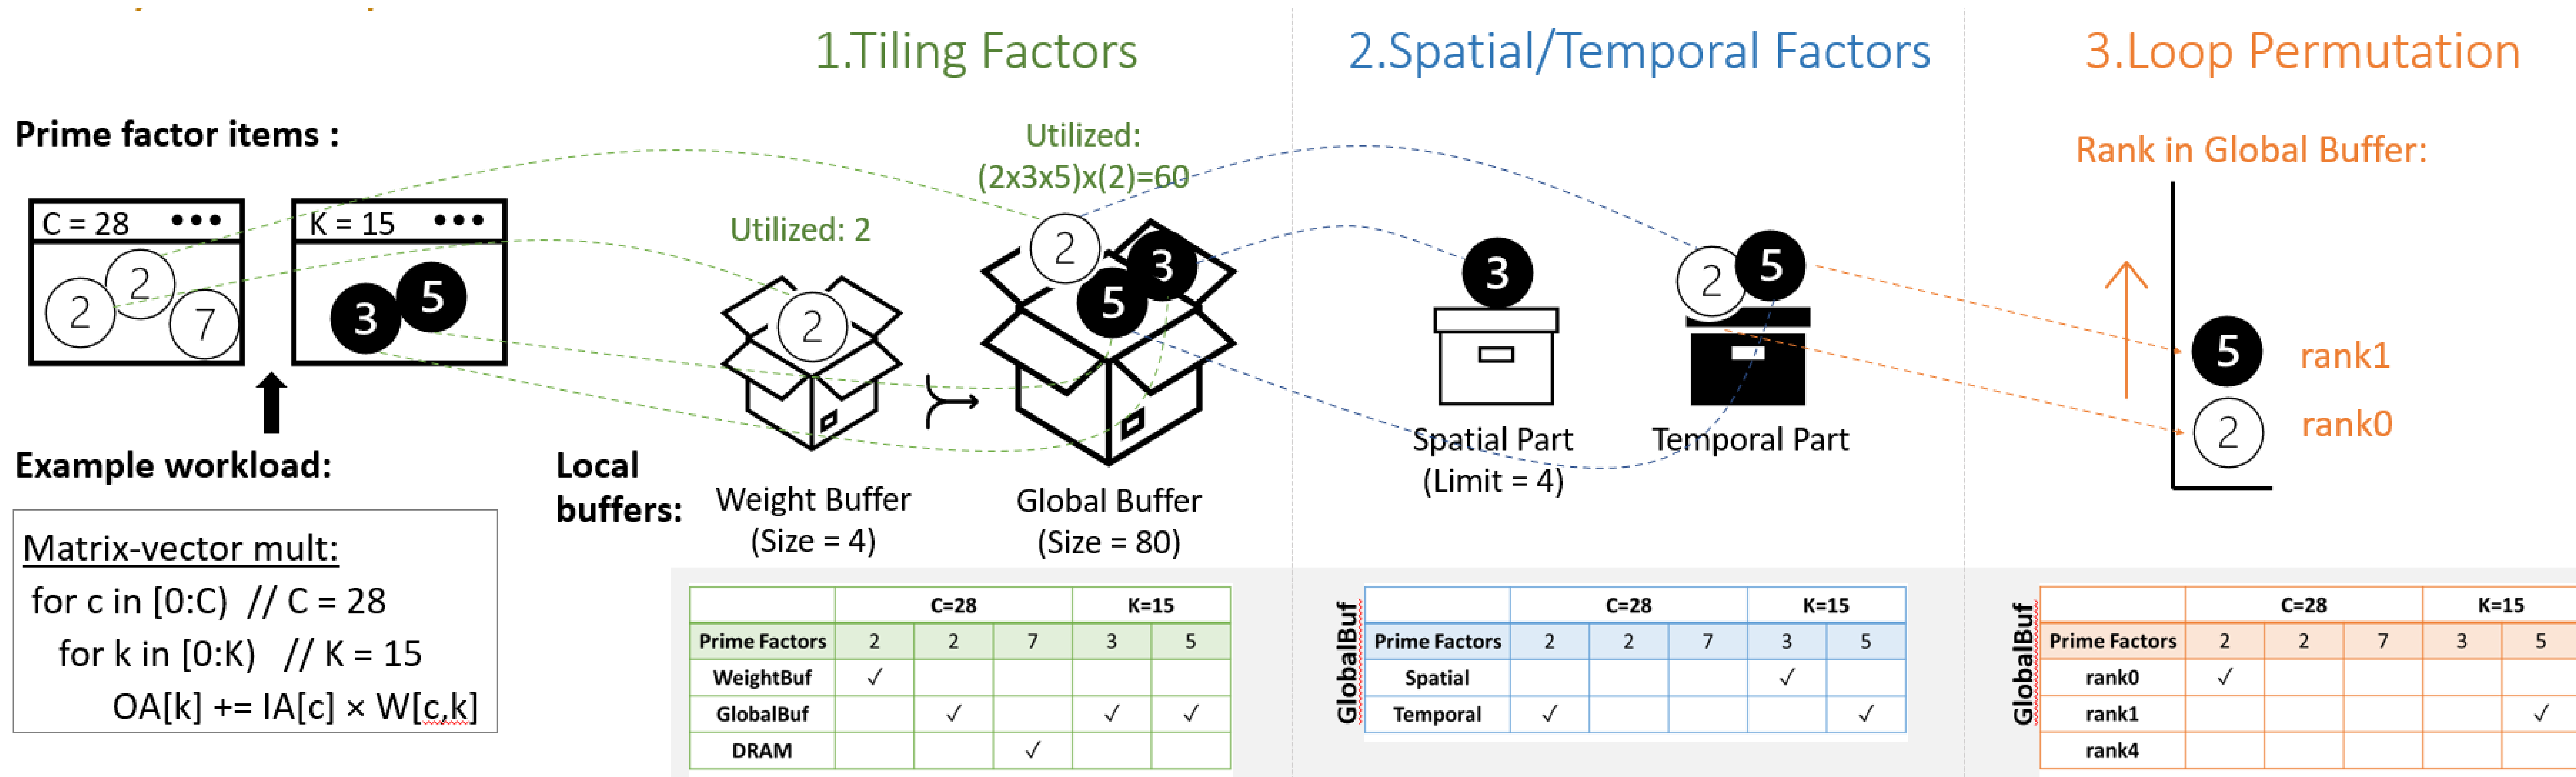 1.Tiling Factors
2.Spatial/Temporal Factors
3.Loop Permutation
Prime factor items :
C = 28 •••
2
2
7
K = 15 •••
3
5
Example workload:
Matrix-vector mult:
for c in [0:C) // C = 28
for k in [0:K) // K = 15
OA[k] += IA[c] × W[c,k]
Local
buffers:
Utilized: 2
2
Weight Buffer
(Size = 4)
Utilized:
(2x3x5)x(2)=60
2
3
5
Global Buffer
(Size = 80)
C=28 K=15
Prime Factors 2 2 7 3 5
WeightBuf ✓
GlobalBuf ✓ ✓ ✓
DRAM ✓
3
Spatial Part
(Limit = 4)
2
5
Temporal Part
GlobalBuf
C=28 K=15
Prime Factors 2 2 7 3 5
Spatial ✓
Temporal ✓ ✓
Rank in Global Buffer:
5 rank1
2 rank0
GlobalBuf
C=28 K=15
Prime Factors 2 2 7 3 5
rank0 ✓
rank1 ✓
rank4